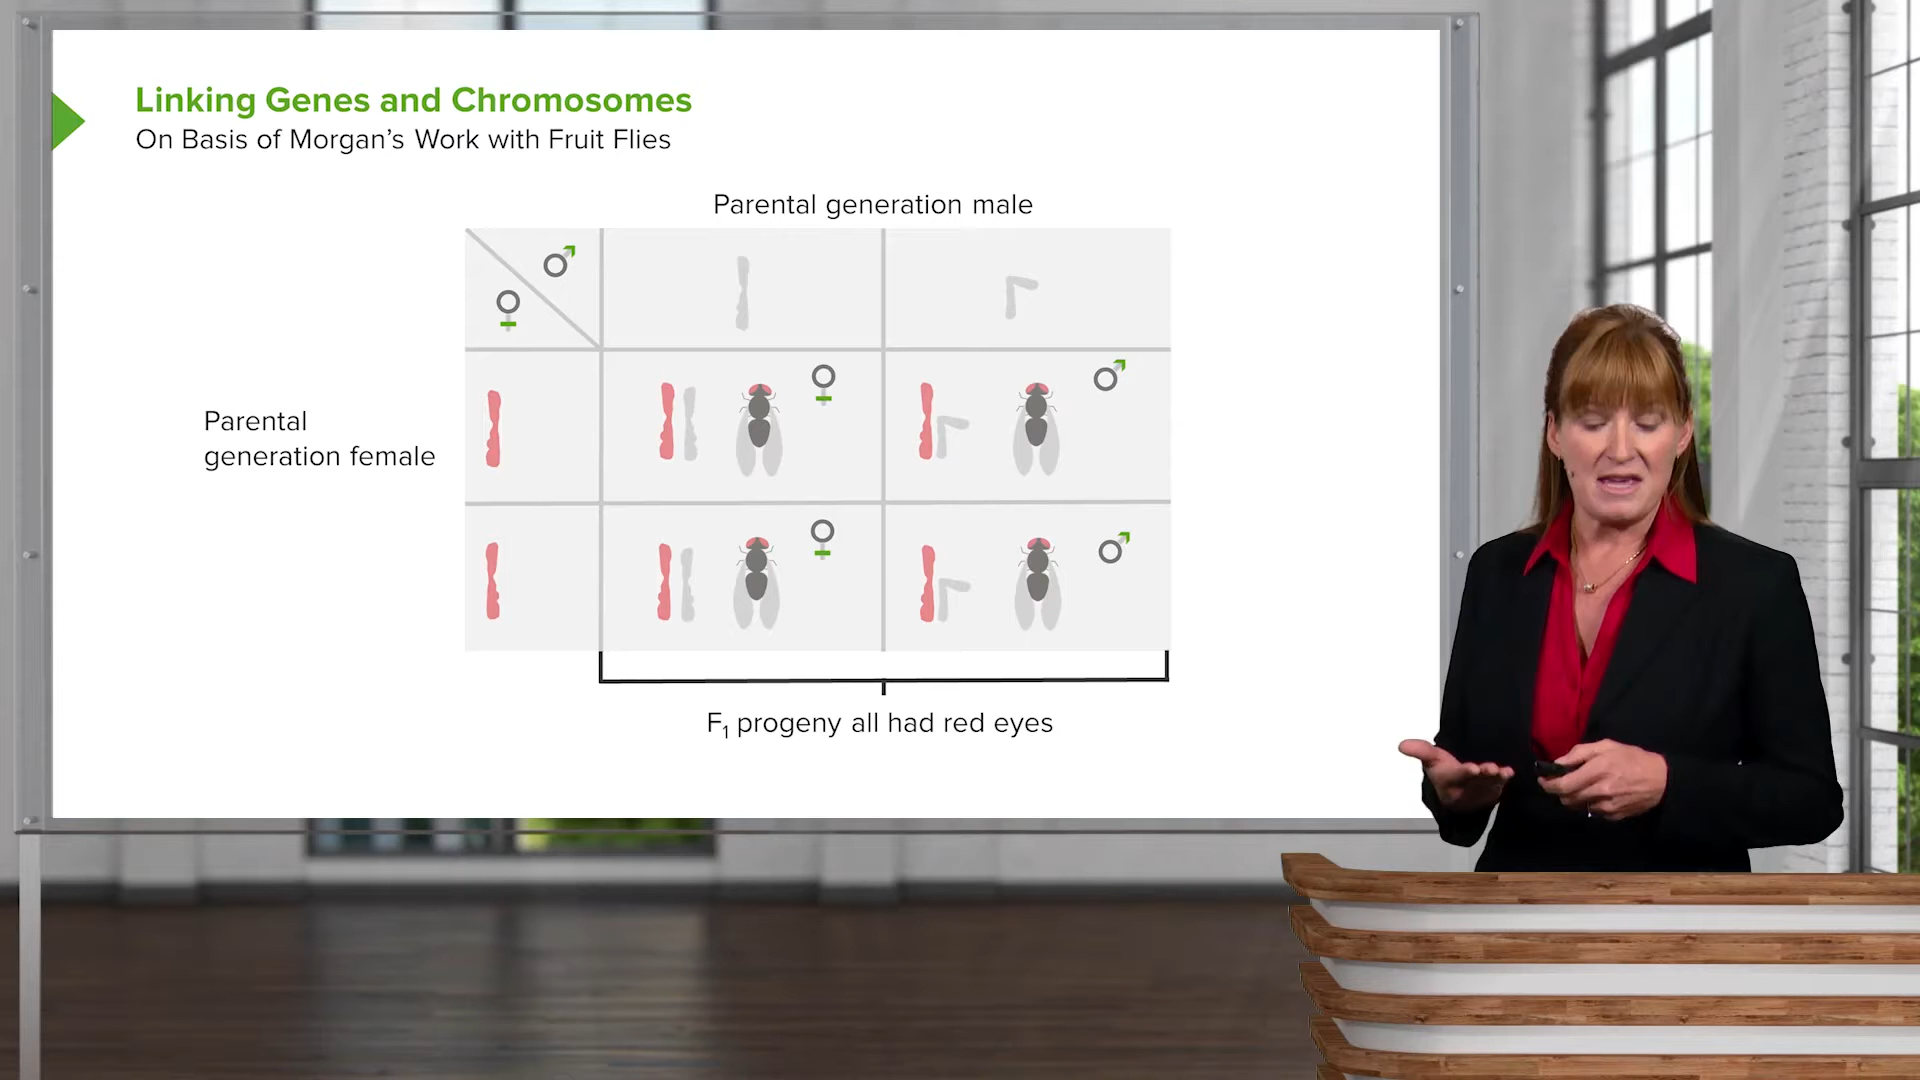 Linking Genes and Chromosomes
On Basis of Morgan's Work with Fruit Flies
Parental generation male
Parental
generation female
F₁ progeny all had red eyes